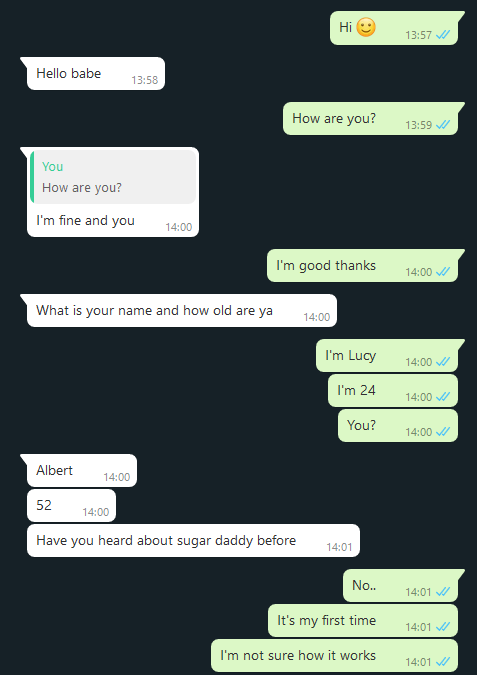 Hi 🙂
13:57
Hello babe
13:58
How are you?
13:59
You
How are you?
I'm fine and you
14:00
I'm good thanks
14:00
What is your name and how old are ya
14:00
I'm Lucy
14:00
I'm 24
14:00
You?
14:00
Albert
14:00
52
14:00
Have you heard about sugar daddy before
14:01
No..
14:01
It's my first time
14:01
I'm not sure how it works
14:01